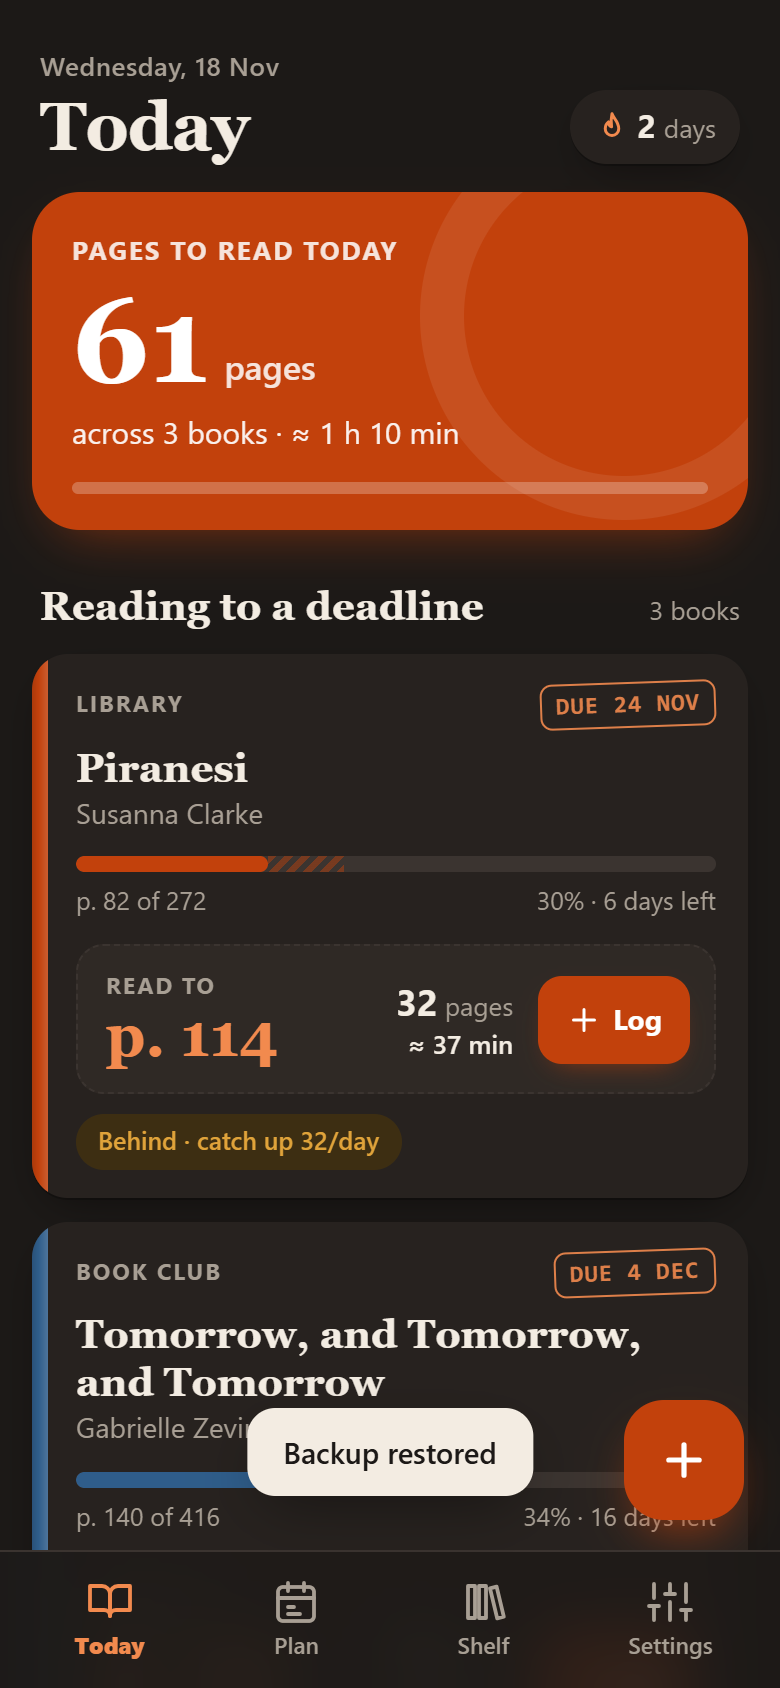 Wednesday, 18 Nov
Today
2 days
PAGES TO READ TODAY
61 pages
across 3 books · ≈ 1 h 10 min
Reading to a deadline
3 books
LIBRARY
DUE 24 NOV
Piranesi
Susanna Clarke
p. 82 of 272
30% · 6 days left
READ TO
p. 114
32 pages
≈ 37 min
+ Log
Behind · catch up 32/day
BOOK CLUB
DUE 4 DEC
Tomorrow, and Tomorrow,
and Tomorrow
Gabrielle
Backup restored
p. 140 of 416
34% · 16 days left
Today
Plan
Shelf
Settings